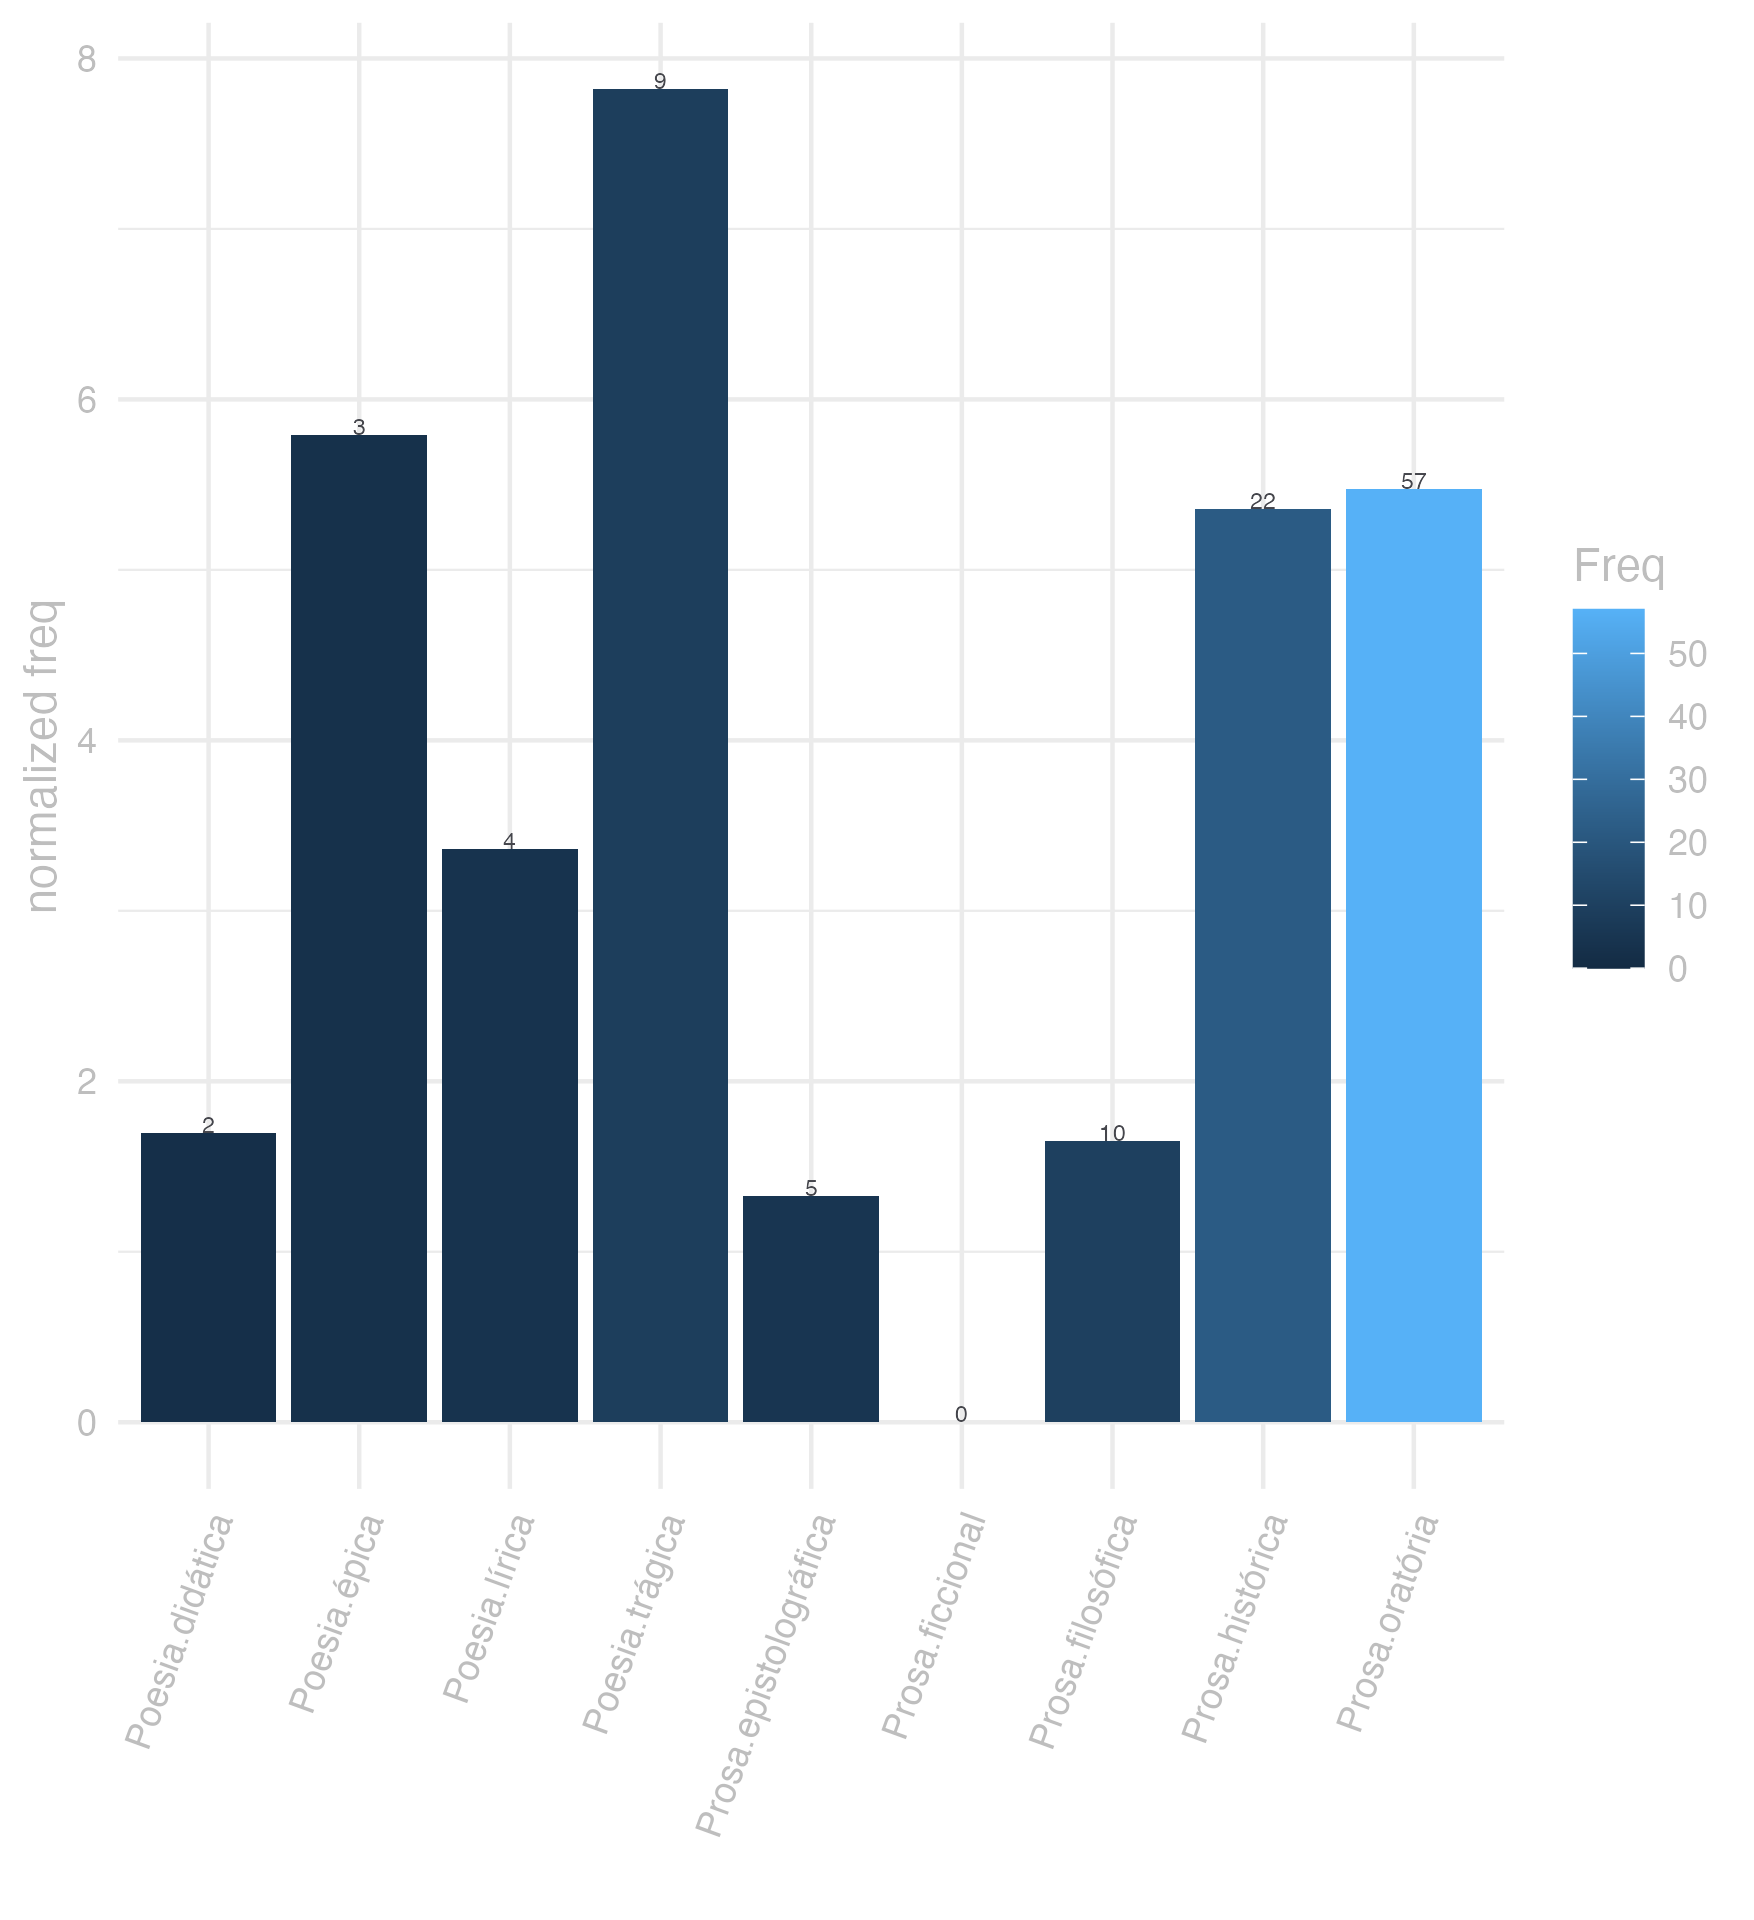 normalized freq
8
6
4
2
0
2
3
4
9
5
0
10
22
57
Poesia.didática
Poesia.épica
Poesia.lírica
Poesia.trágica
Prosa.epistolográfica
Prosa.ficcional
Prosa.filosófica
Prosa.histórica
Prosa.oratória
Freq
50
40
30
20
10
0